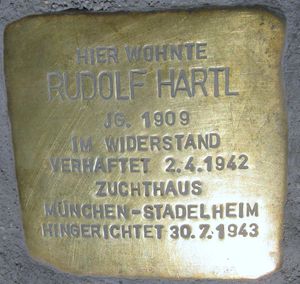 HIER WOHNTE
RUDOLF HARTL
JG. 1909
IM WIDERSTAND
VERHAFTET 2.4.1942
ZUCHTHAUS
MÜNCHEN-STADELHEIM
HINGERICHTET 30.7.1943